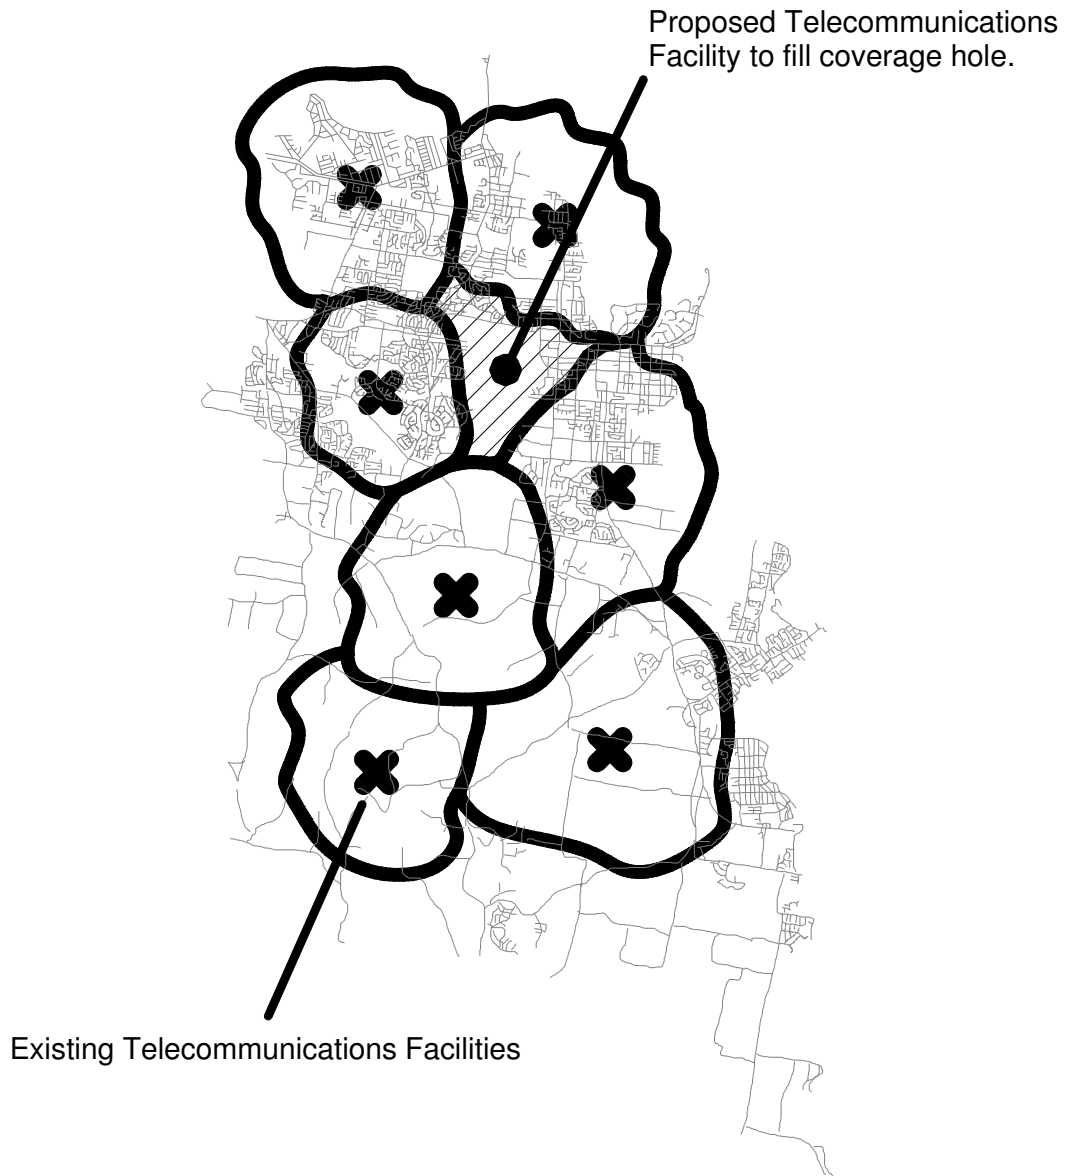 Proposed Telecommunications
Facility to fill coverage hole.
Existing Telecommunications Facilities